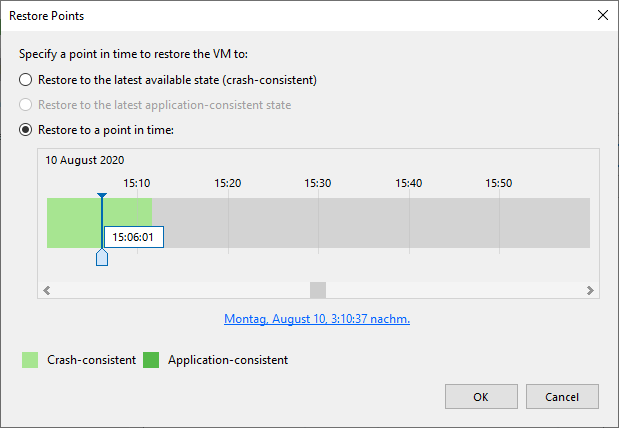 Restore Points
Specify a point in time to restore the VM to:
Restore to the latest available state (crash-consistent)
Restore to the latest application-consistent state
Restore to a point in time:
10 August 2020
15:10 15:20 15:30 15:40 15:50
15:06:01
Montag, August 10, 3:10:37 nachm.
Crash-consistent Application-consistent
OK Cancel